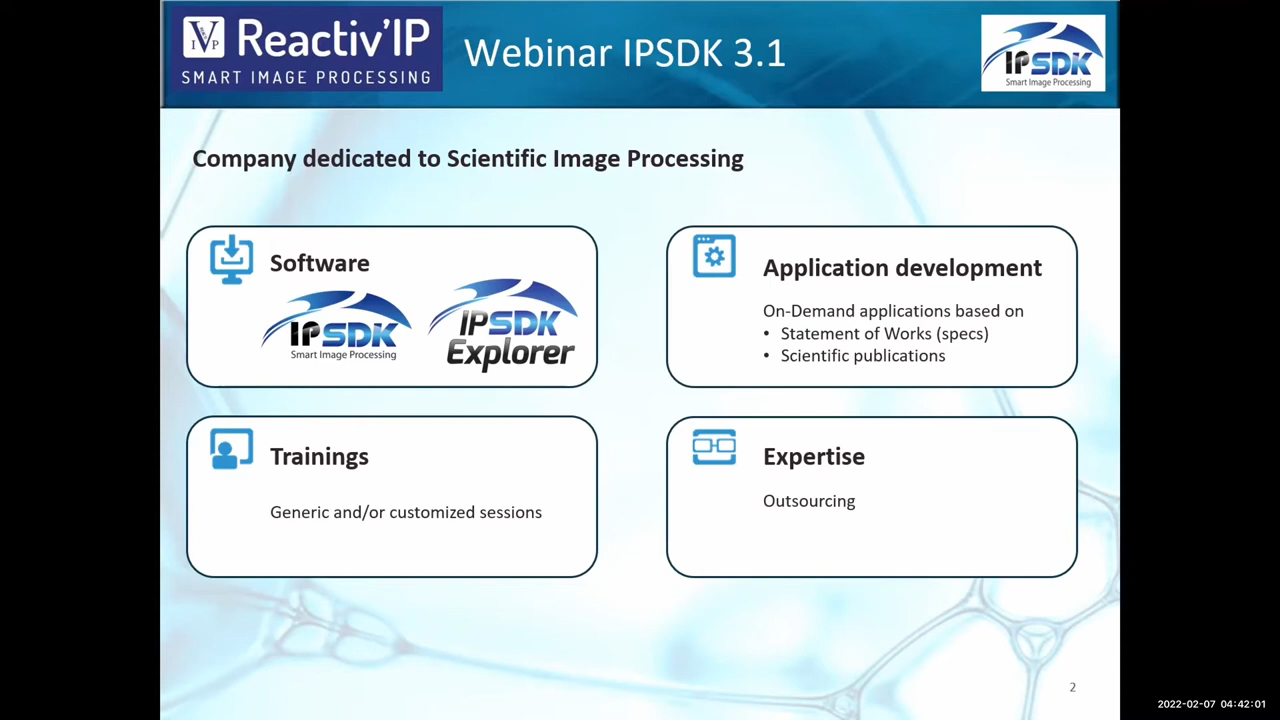 Reactiv'IP
SMART IMAGE PROCESSING
Webinar IPSDK 3.1
IPSDK
Smart Image Processing
Company dedicated to Scientific Image Processing
Software
IPSDK
Smart Image Processing
IPSDK
Explorer
Application development
On-Demand applications based on
• Statement of Works (specs)
• Scientific publications
Trainings
Generic and/or customized sessions
Expertise
Outsourcing
2
2022-02-07 04:42:01